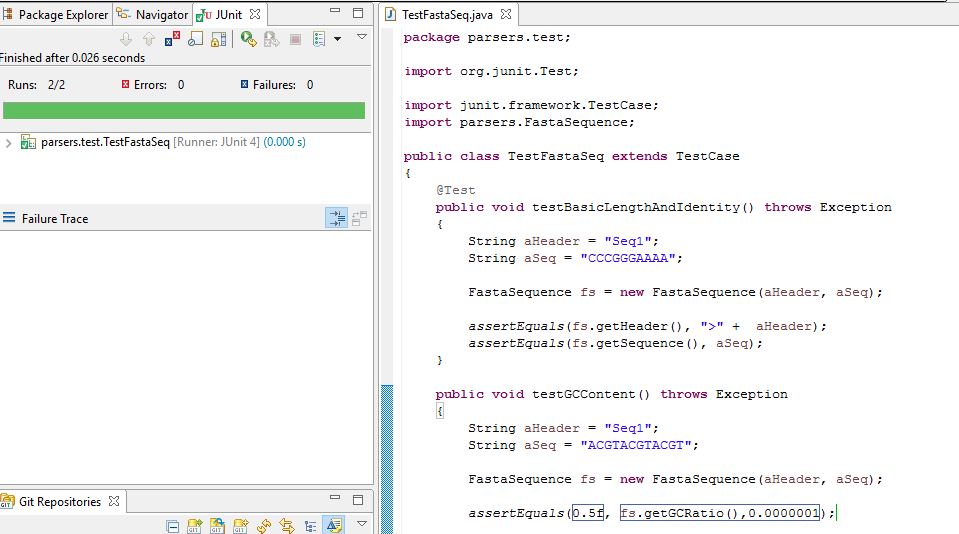 Package Explorer Navigator JUnit
Finished after 0.026 seconds
Runs: 2/2 Errors: 0 Failures: 0
parsers.test.TestFastaSeq [Runner: JUnit 4] (0.000 s)
Failure Trace
Git Repositories
TestFastaSeq.java
package parsers.test;
import org.junit.Test;
import junit.framework.TestCase;
import parsers.FastaSequence;
public class TestFastaSeq extends TestCase
{
@Test
public void testBasicLengthAndIdentity() throws Exception
{
String aHeader = "Seq1";
String aSeq = "CCCGGGAAAA";
FastaSequence fs = new FastaSequence(aHeader, aSeq);
assertEquals(fs.getHeader(), ">" +  aHeader);
assertEquals(fs.getSequence(), aSeq);
}
public void testGCContent() throws Exception
{
String aHeader = "Seq1";
String aSeq = "ACGTACGTACGT";
FastaSequence fs = new FastaSequence(aHeader, aSeq);
assertEquals(0.5f, fs.getGCRatio(),0.0000001);